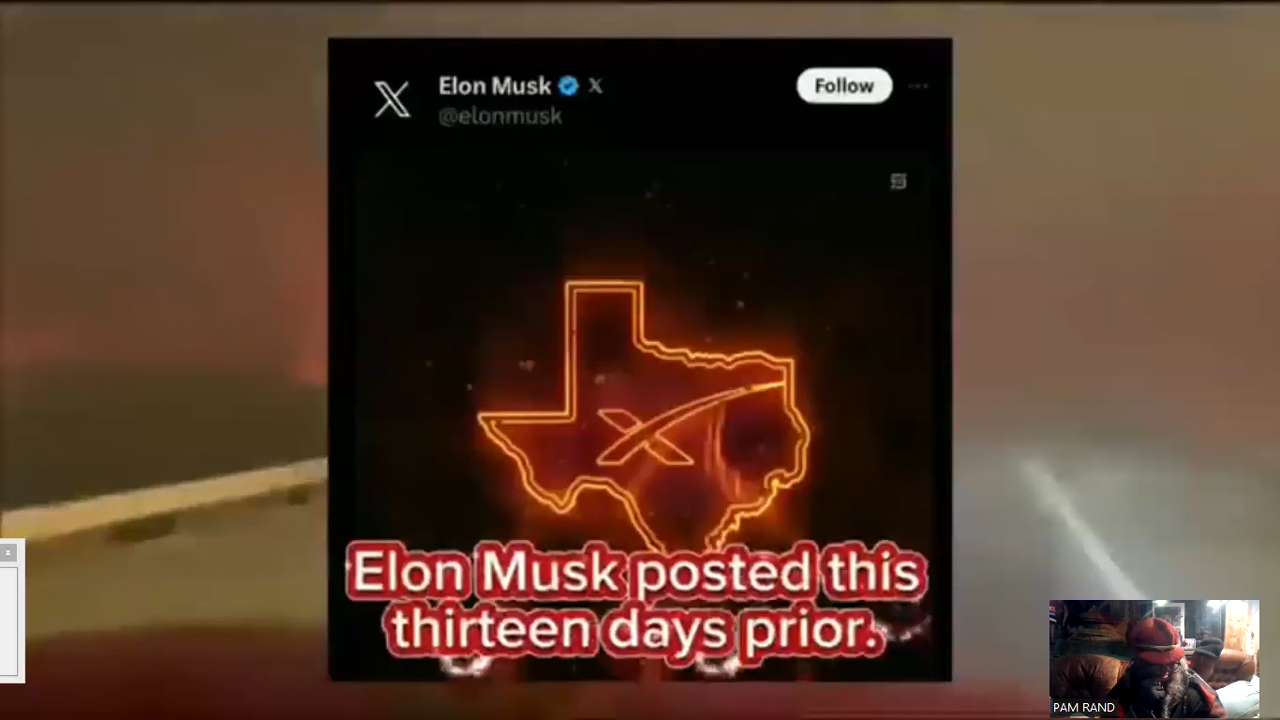 Elon Musk
@elonmusk
Follow
Elon Musk posted this
thirteen days prior.
x
PAM RAND